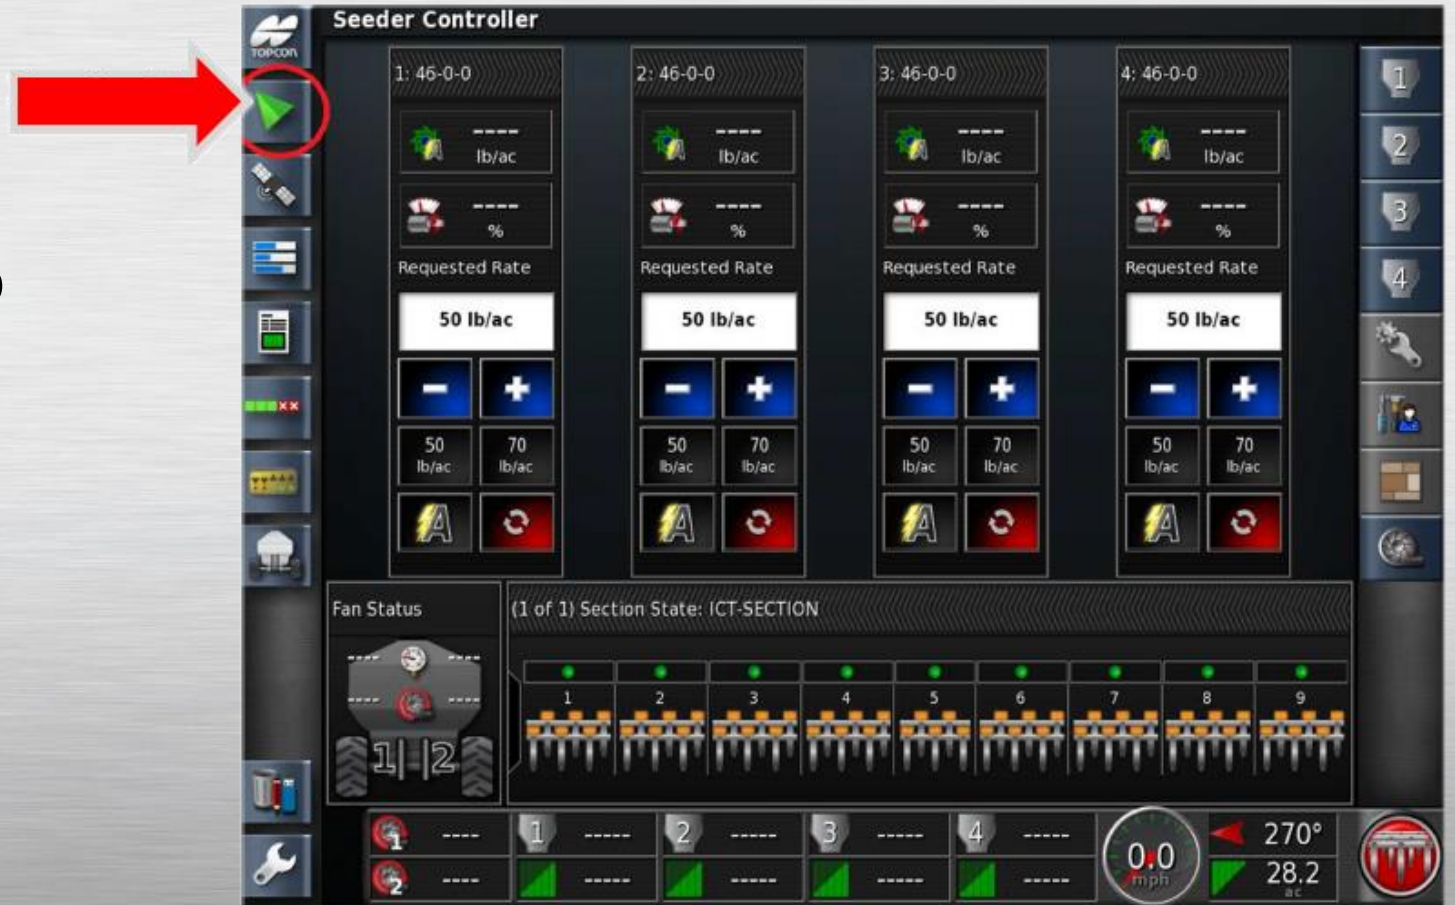 TOPCON
Seeder Controller
1: 46-0-0
2: 46-0-0
3: 46-0-0
4: 46-0-0
---- lb/ac
---- lb/ac
---- lb/ac
---- lb/ac
---- %
---- %
---- %
---- %
Requested Rate
Requested Rate
Requested Rate
Requested Rate
50 lb/ac
50 lb/ac
50 lb/ac
50 lb/ac
- +
- +
- +
- +
50 lb/ac 70 lb/ac
50 lb/ac 70 lb/ac
50 lb/ac 70 lb/ac
50 lb/ac 70 lb/ac
A
A
A
A
1
2
3
4
)
Fan Status
---- ----
---- ----
1 2
(1 of 1) Section State: ICT-SECTION
1 2 3 4 5 6 7 8 9
1 ---- 1 ----- 2 ----- 3 ----- 4 -----
2 ---- ----- ----- ----- -----
0.0
mph
270°
28.2
ac